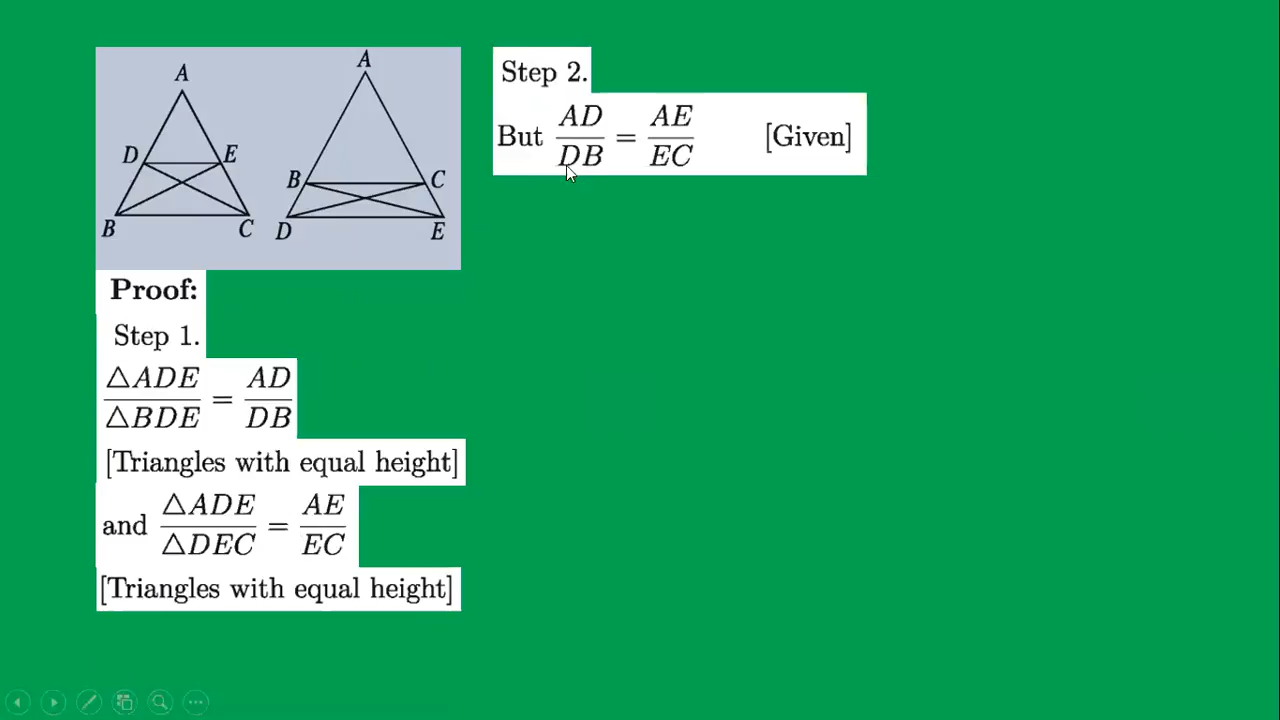 A
D E
B C
A
B C
D E
Proof:
Step 1.
△ADE / △BDE = AD / DB
[Triangles with equal height]
and △ADE / △DEC = AE / EC
[Triangles with equal height]
Step 2.
But AD / DB = AE / EC [Given]